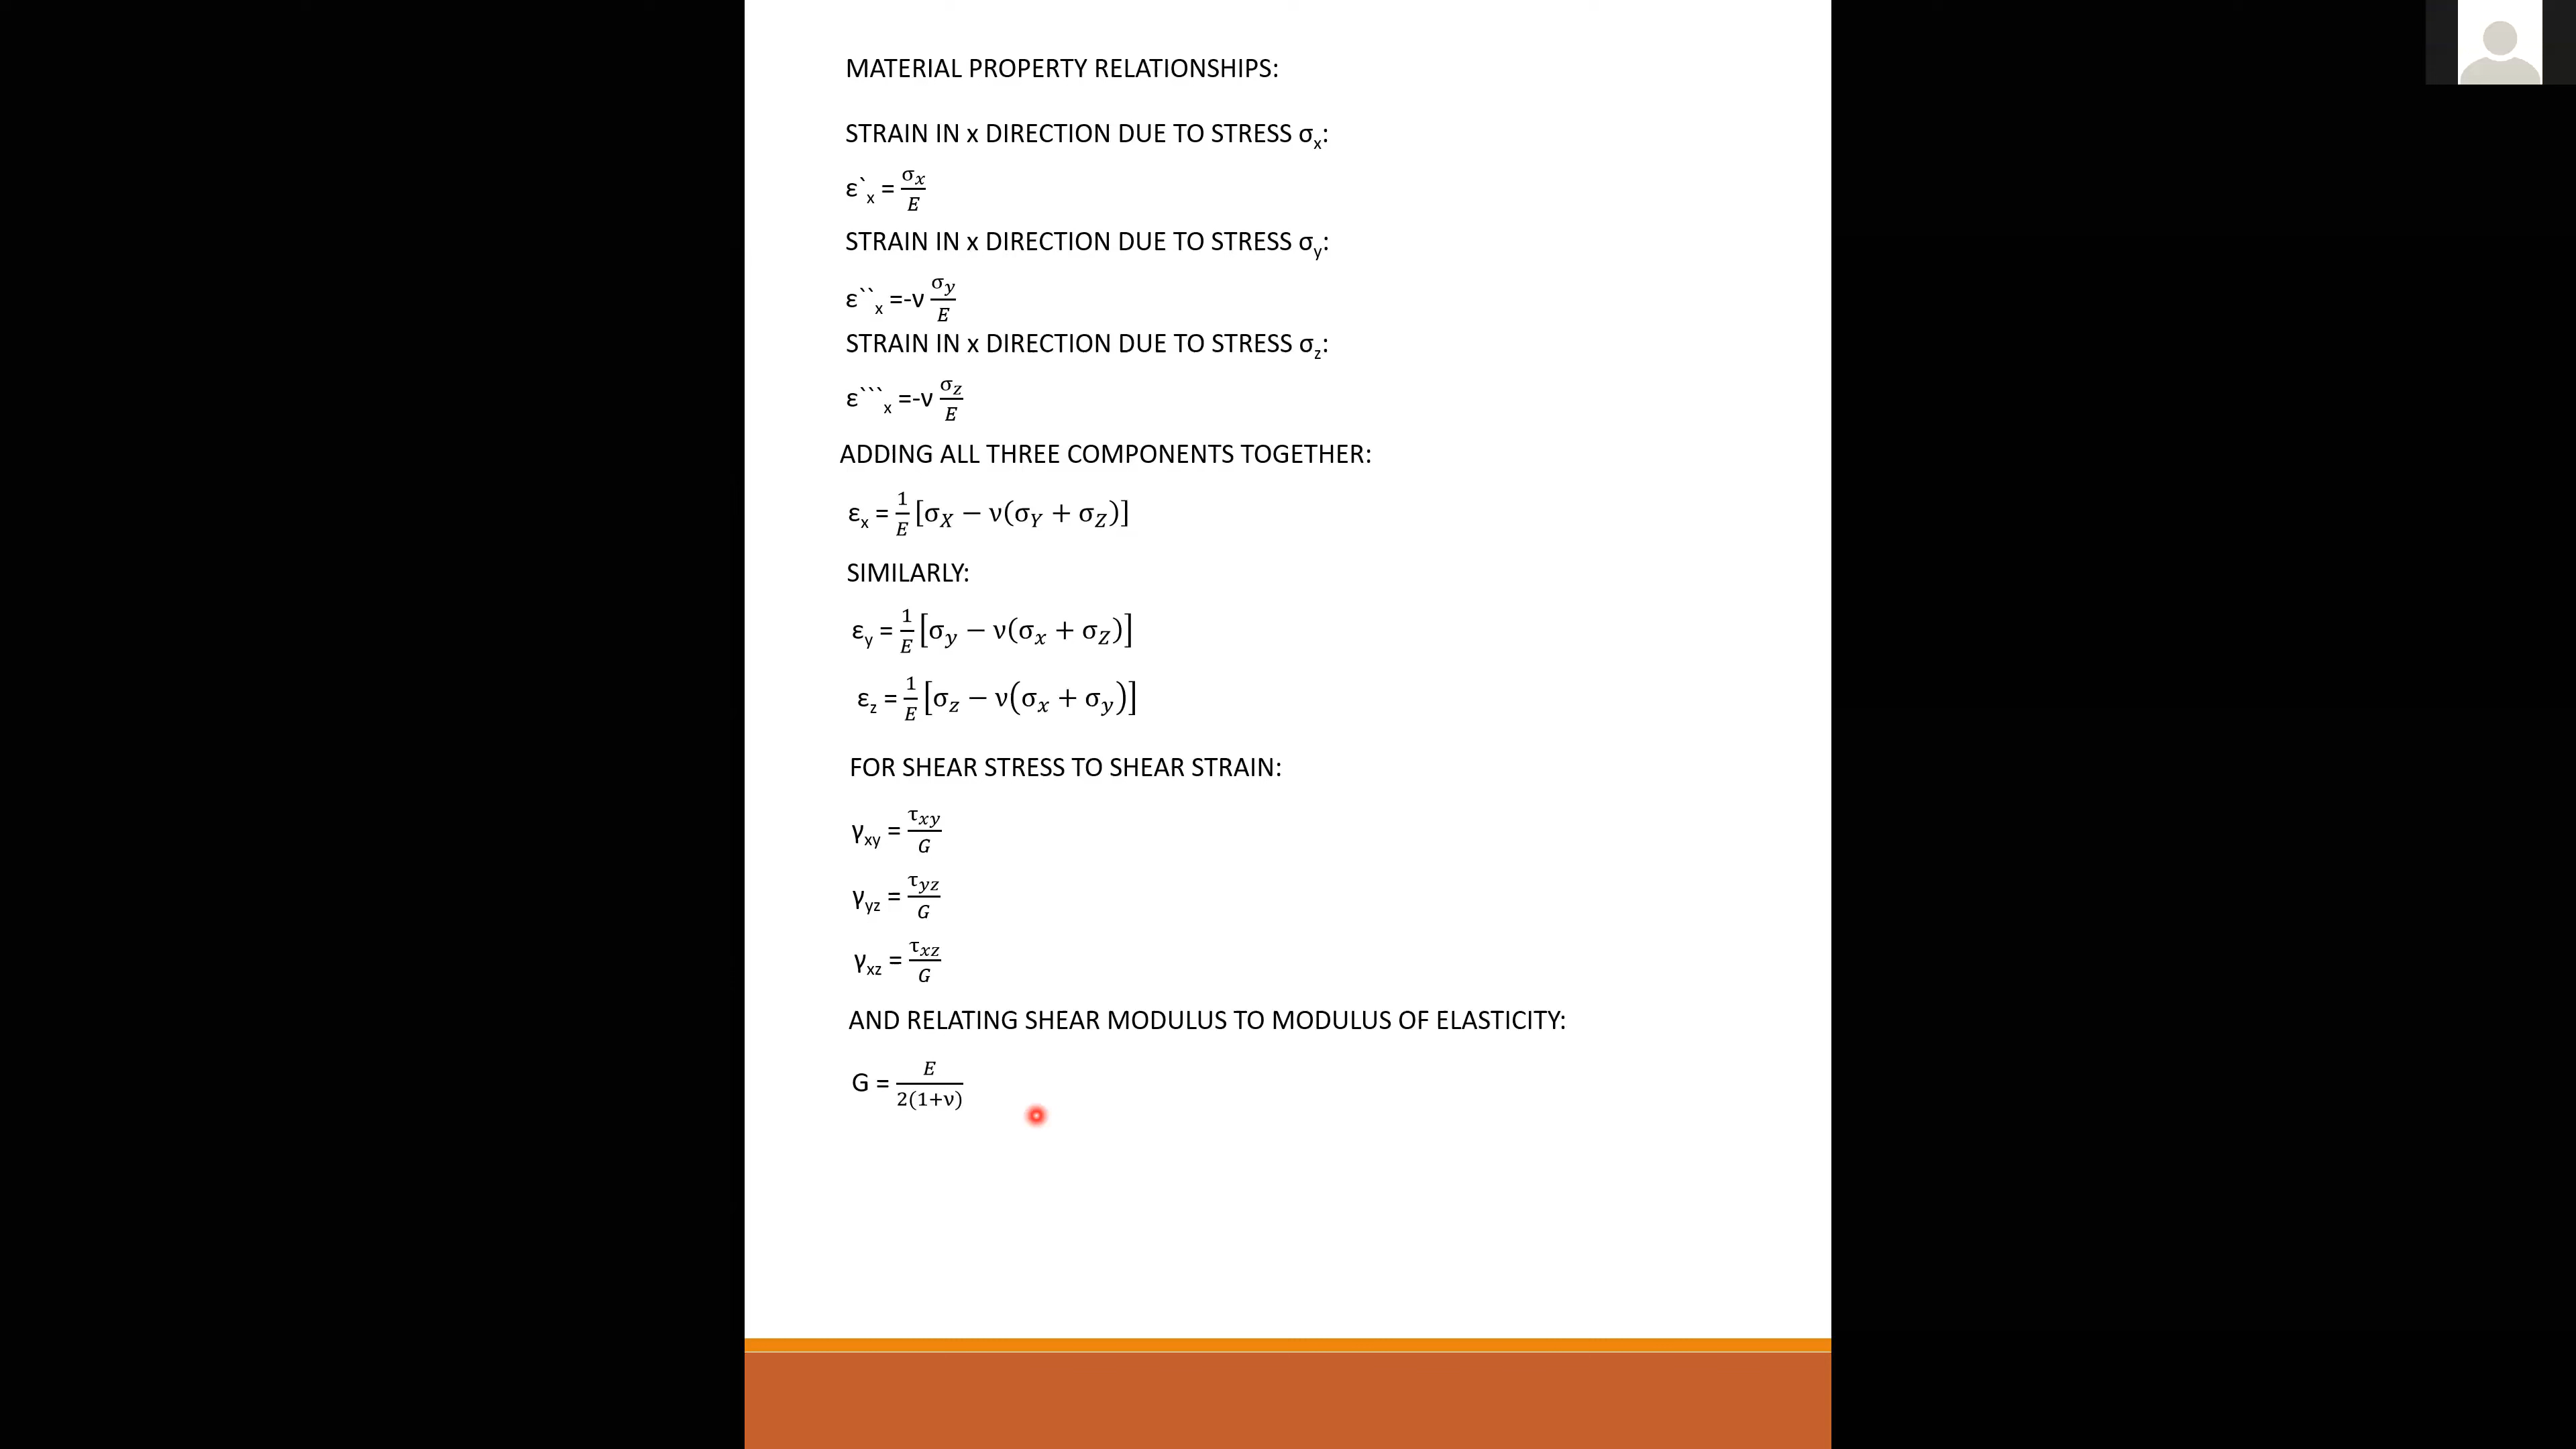 MATERIAL PROPERTY RELATIONSHIPS:
STRAIN IN x DIRECTION DUE TO STRESS σx:
ε`x = σx/E
STRAIN IN x DIRECTION DUE TO STRESS σy:
ε``x =-ν σy/E
STRAIN IN x DIRECTION DUE TO STRESS σz:
ε```x =-ν σz/E
ADDING ALL THREE COMPONENTS TOGETHER:
εx = 1/E [σX − ν(σY + σZ)]
SIMILARLY:
εy = 1/E [σy − ν(σx + σZ)]
εz = 1/E [σz − ν(σx + σy)]
FOR SHEAR STRESS TO SHEAR STRAIN:
γxy = τxy/G
γyz = τyz/G
γxz = τxz/G
AND RELATING SHEAR MODULUS TO MODULUS OF ELASTICITY:
G = E/2(1+ν)